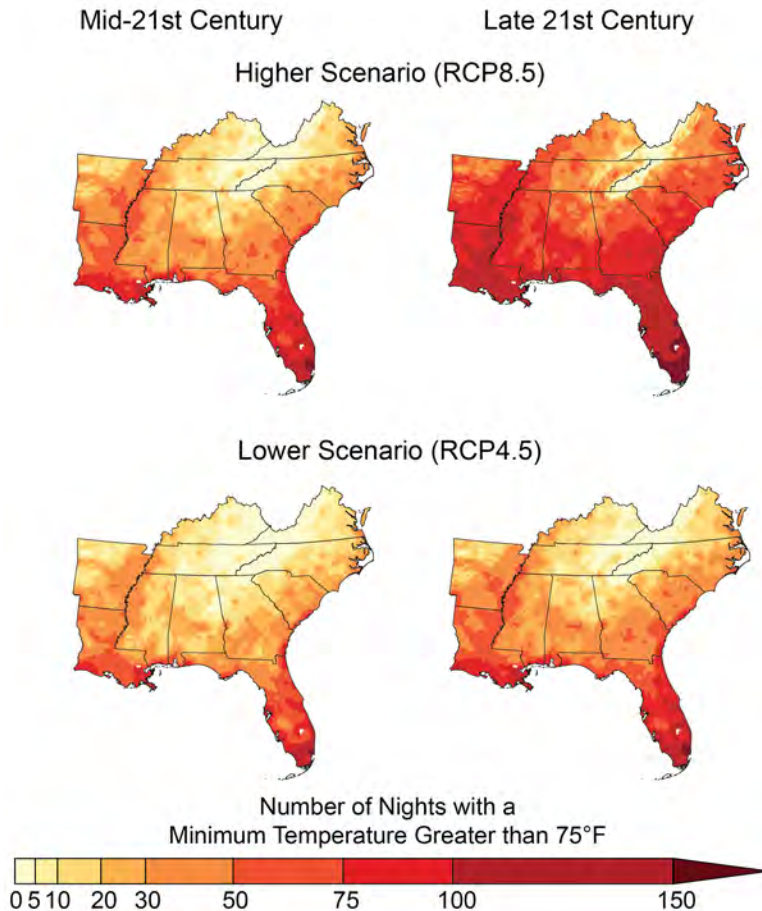 Mid-21st Century
Late 21st Century
Higher Scenario (RCP8.5)
Lower Scenario (RCP4.5)
Number of Nights with a
Minimum Temperature Greater than 75°F
0 5 10 20 30 50 75 100 150